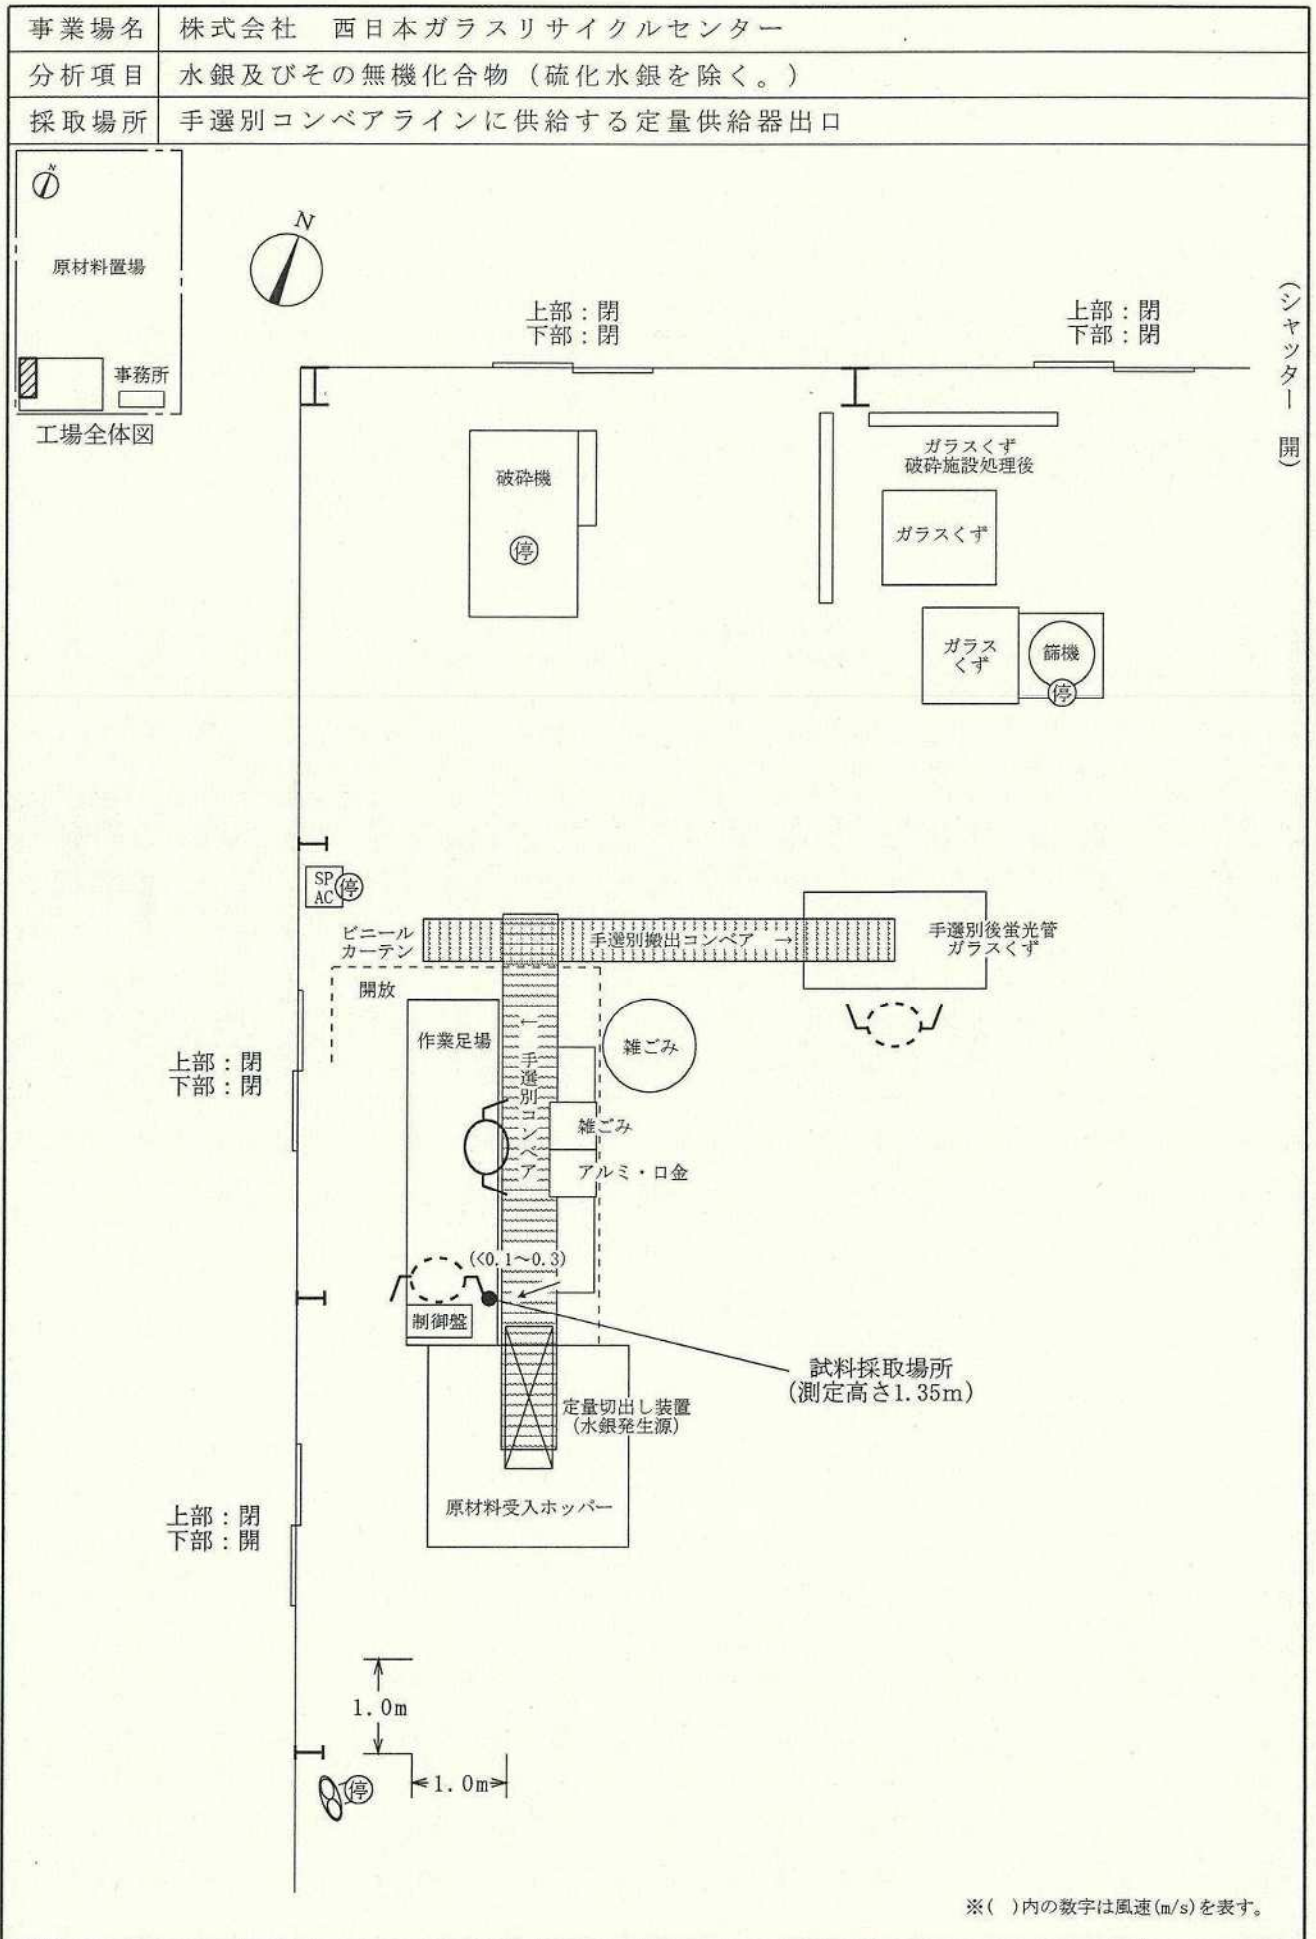 事業場名 株式会社 西日本ガラスリサイクルセンター
分析項目 水銀及びその無機化合物（硫化水銀を除く。）
採取場所 手選別コンベアラインに供給する定量供給器出口
N
原材料置場
事務所
工場全体図
N
上部：閉
下部：閉
上部：閉
下部：閉
（シャッター 開）
破砕機
停
ガラスくず
破砕施設処理後
ガラスくず
ガラス
くず
篩機
停
SP
AC
停
ビニール
カーテン
手選別搬出コンベア →
手選別後蛍光管
ガラスくず
開放
作業足場
← 手選別コンベア
雑ごみ
上部：閉
下部：閉
雑ごみ
アルミ・口金
(<0.1～0.3)
制御盤
試料採取場所
(測定高さ1.35m)
定量切出し装置
(水銀発生源)
原材料受入ホッパー
上部：閉
下部：開
1.0m
1.0m
停
※( )内の数字は風速(m/s)を表す。